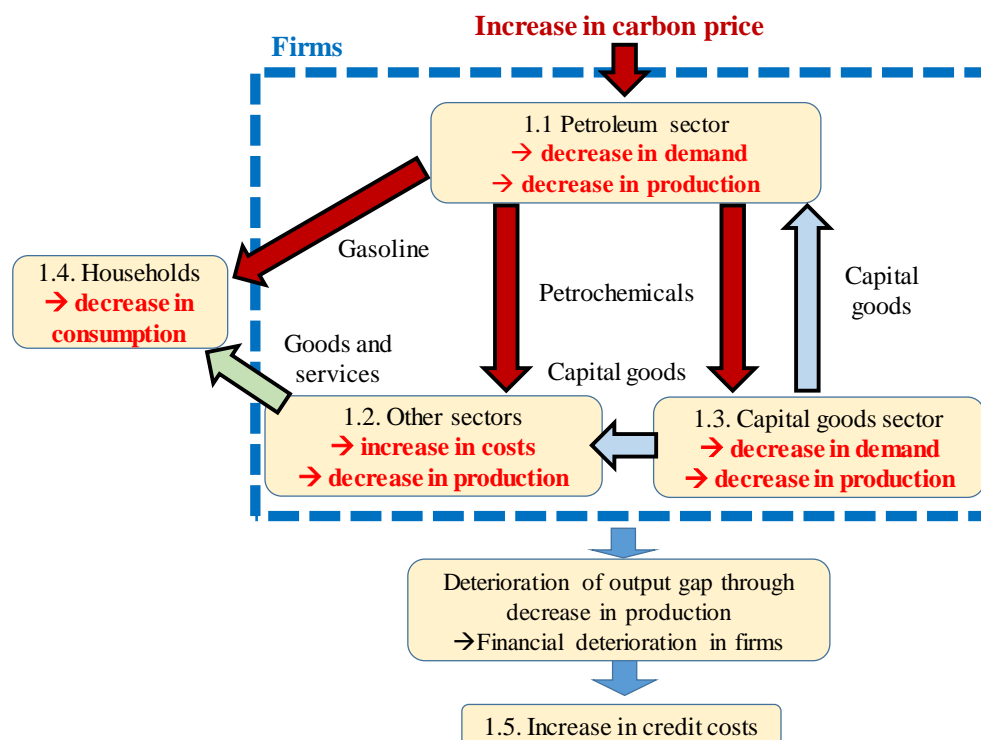 Increase in carbon price
Firms
1.1 Petroleum sector
→ decrease in demand
→ decrease in production
Gasoline
1.4. Households
→ decrease in
consumption
Petrochemicals
Capital
goods
Goods and
services
Capital goods
1.2. Other sectors
→ increase in costs
→ decrease in production
1.3. Capital goods sector
→ decrease in demand
→ decrease in production
Deterioration of output gap through
decrease in production
→Financial deterioration in firms
1.5. Increase in credit costs